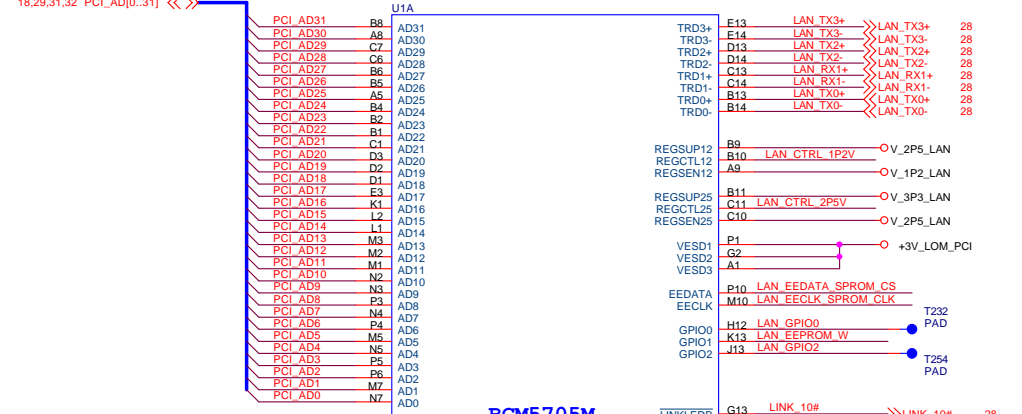 18,29,31,32 PCI_AD[0..31]
U1A
PCI_AD31 B8 AD31
PCI_AD30 A8 AD30
PCI_AD29 C7 AD29
PCI_AD28 C6 AD28
PCI_AD27 B6 AD27
PCI_AD26 B5 AD26
PCI_AD25 A5 AD25
PCI_AD24 B4 AD24
PCI_AD23 B2 AD23
PCI_AD22 B1 AD22
PCI_AD21 C1 AD21
PCI_AD20 D3 AD20
PCI_AD19 D2 AD19
PCI_AD18 D1 AD18
PCI_AD17 E3 AD17
PCI_AD16 K1 AD16
PCI_AD15 L2 AD15
PCI_AD14 L1 AD14
PCI_AD13 M3 AD13
PCI_AD12 M2 AD12
PCI_AD11 M1 AD11
PCI_AD10 N2 AD10
PCI_AD9 N3 AD9
PCI_AD8 P3 AD8
PCI_AD7 N4 AD7
PCI_AD6 P4 AD6
PCI_AD5 M5 AD5
PCI_AD4 N5 AD4
PCI_AD3 P5 AD3
PCI_AD2 P6 AD2
PCI_AD1 M7 AD1
PCI_AD0 N7 AD0
TRD3+ E13 LAN_TX3+ LAN_TX3+ 28
TRD3- E14 LAN_TX3- LAN_TX3- 28
TRD2+ D13 LAN_TX2+ LAN_TX2+ 28
TRD2- D14 LAN_TX2- LAN_TX2- 28
TRD1+ C13 LAN_RX1+ LAN_RX1+ 28
TRD1- C14 LAN_RX1- LAN_RX1- 28
TRD0+ B13 LAN_TX0+ LAN_TX0+ 28
TRD0- B14 LAN_TX0- LAN_TX0- 28
REGSUP12 B9 V_2P5_LAN
REGCTL12 B10 LAN_CTRL_1P2V
REGSEN12 A9 V_1P2_LAN
REGSUP25 B11 V_3P3_LAN
REGCTL25 C11 LAN_CTRL_2P5V
REGSEN25 C10 V_2P5_LAN
VESD1 P1 +3V_LOM_PCI
VESD2 G2
VESD3 A1
EEDATA P10 LAN_EEDATA_SPROM_CS
EECLK M10 LAN_EECLK_SPROM_CLK
GPIO0 H12 LAN_GPIO0 T232 PAD
GPIO1 K13 LAN_EEPROM_W
GPIO2 J13 LAN_GPIO2 T254 PAD
BCM5705M
LINKLEDB G13 LINK_10# LINK_10# 28